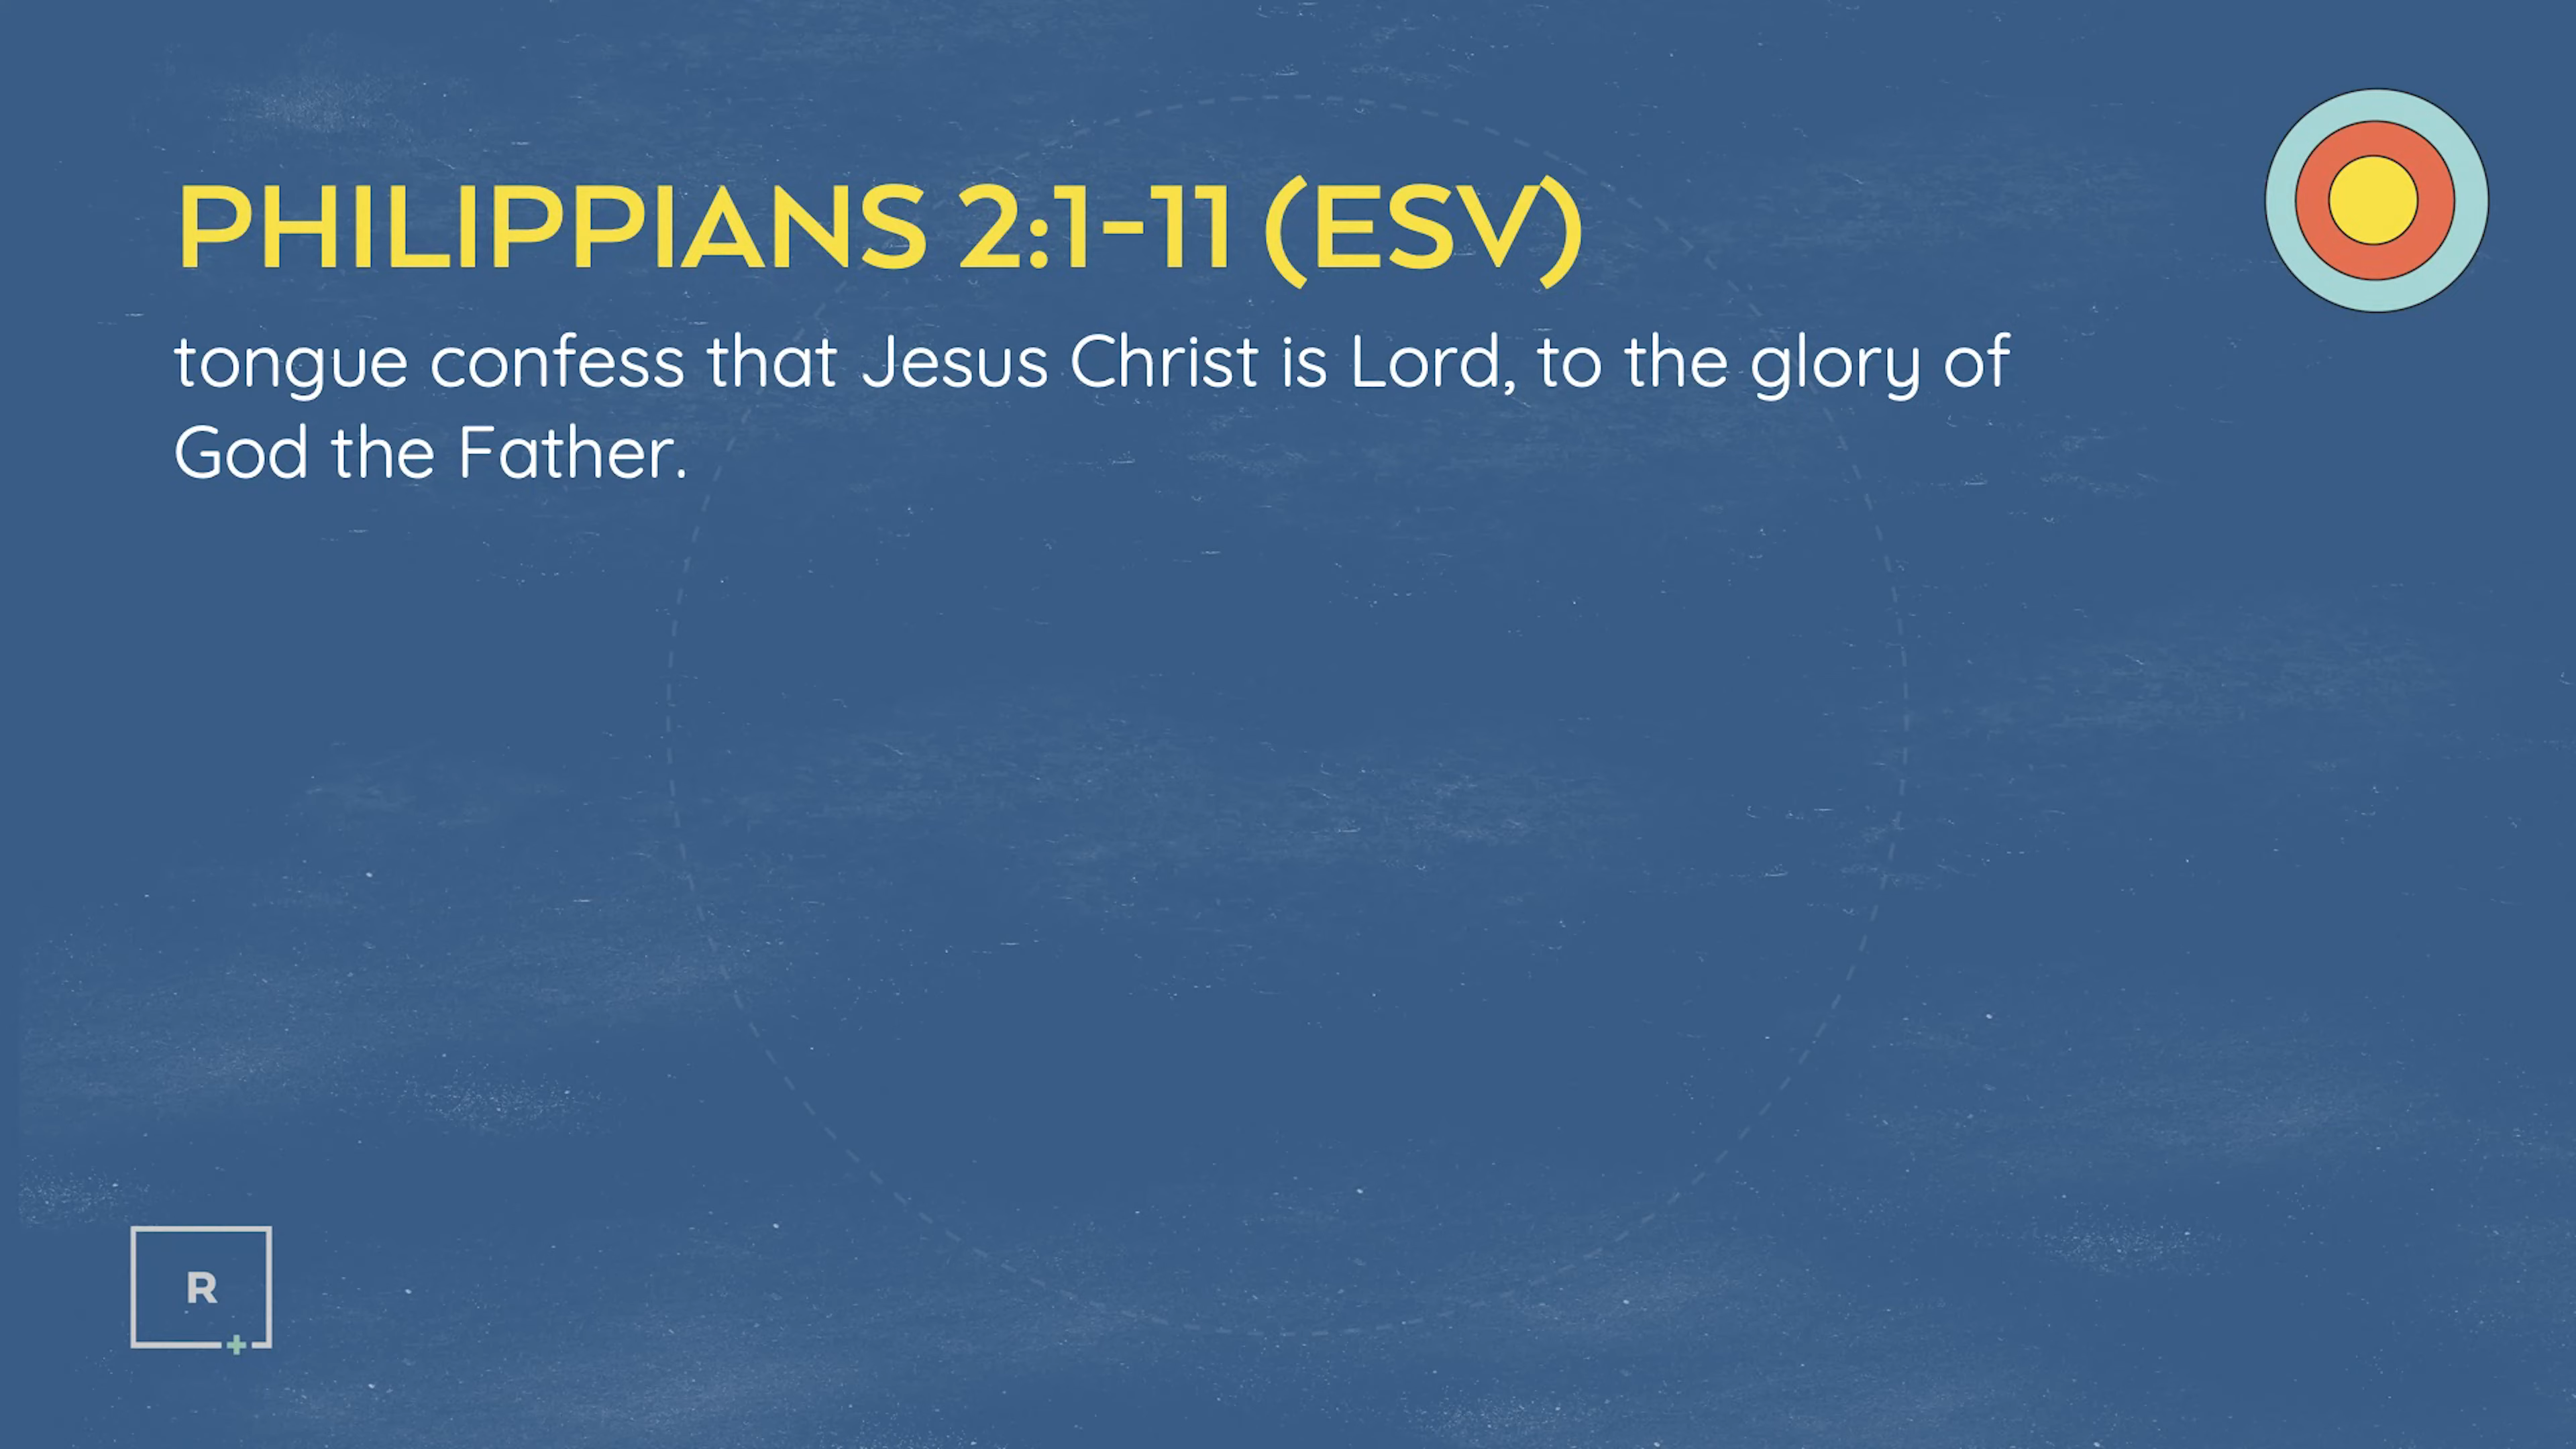 PHILIPPIANS 2:1-11 (ESV)
tongue confess that Jesus Christ is Lord, to the glory of
God the Father.
R